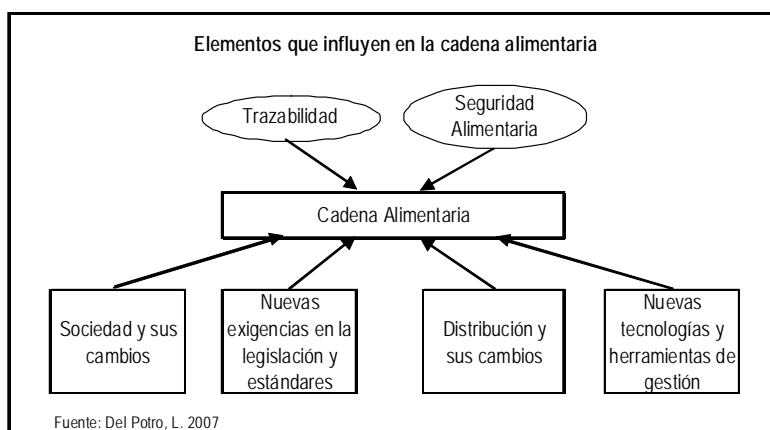 Elementos que influyen en la cadena alimentaria
Trazabilidad
Seguridad
Alimentaria
Cadena Alimentaria
Sociedad y sus
cambios
Nuevas
exigencias en la
legislación y
estándares
Distribución y
sus cambios
Nuevas
tecnologías y
herramientas de
gestión
Fuente: Del Potro, L. 2007